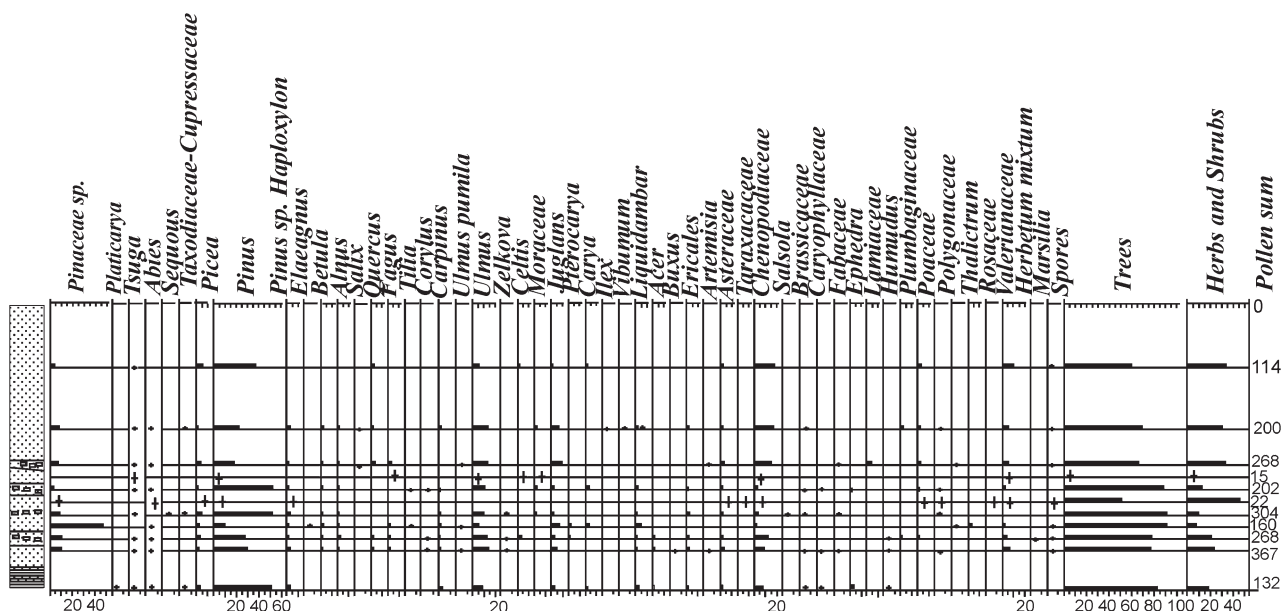 Pinaceae sp.
Platicarya
Tsuga
Abies
Sequous
Taxodiaceae-Cupressaceae
Picea
Pinus
Pinus sp. Haploxylon
Elaeagnus
Betula
Alnus
Salix
Quercus
Fagus
Tilia
Corylus
Carpinus
Ulmus pumila
Ulmus
Zelkova
Celtis
Moraceae
Juglans
Pterocarya
Carya
Ilex
Viburnum
Liquidambar
Acer
Buxus
Ericales
Artemisia
Asteraceae
Taraxacaceae
Chenopodiaceae
Salsola
Brassicaceae
Caryophyllaceae
Ephedra
Lamiaceae
Humudus
Plumbaginaceae
Poaceae
Polygonaceae
Thalictrum
Rosaceae
Valerianaceae
Herbetum mixtum
Marsilia
Spores
Trees
Herbs and Shrubs
Pollen sum
0
114
200
268
15
202
22
304
160
268
367
132
20 40
20 40 60
20
20
20
20 40 60 80 100
20 40